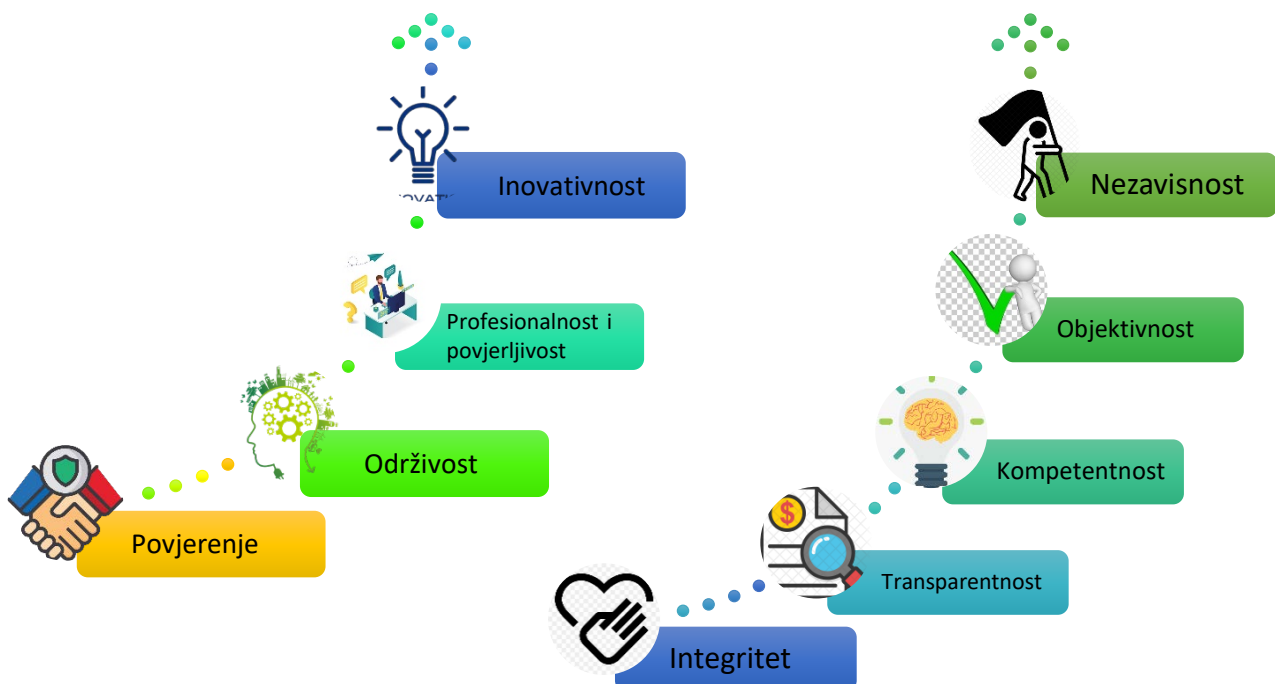 Inovativnost
Profesionalnost i
povjerljivost
Održivost
Povjerenje
Nezavisnost
Objektivnost
Kompetentnost
Transparentnost
Integritet
$